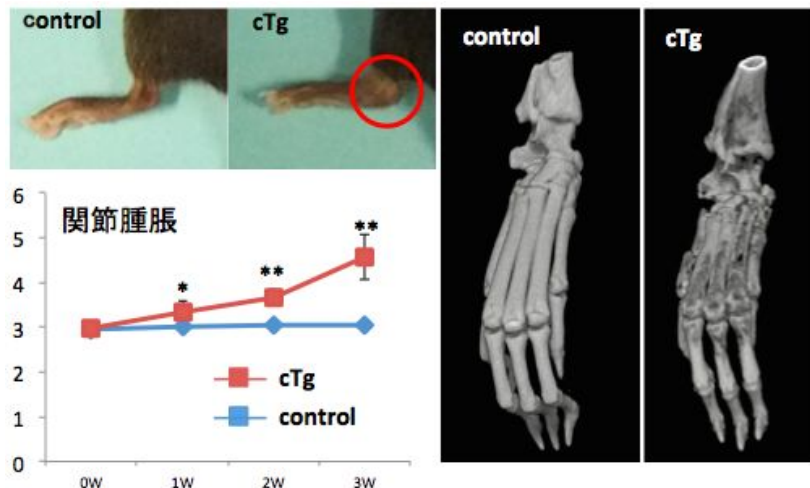 control
cTg
control
cTg
関節腫脹
6
5
4
3
2
1
0
*
**
**
cTg
control
0W
1W
2W
3W